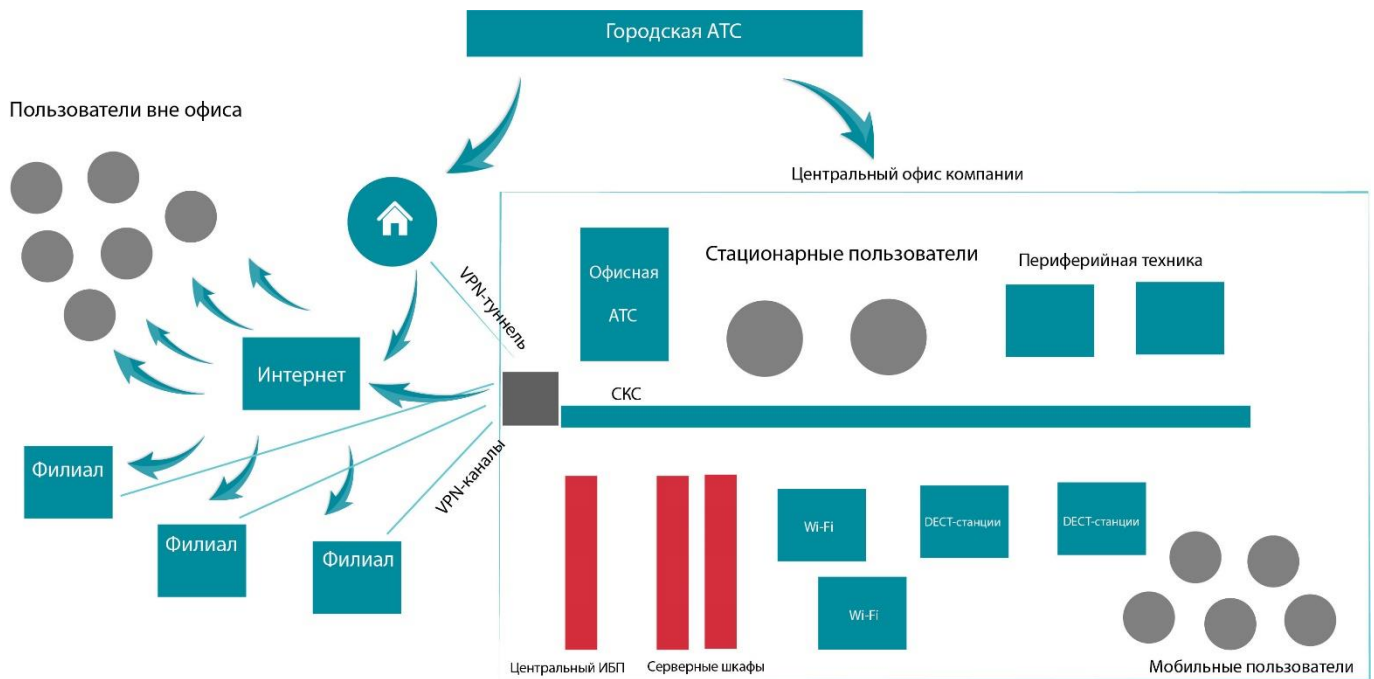 Городская АТС
Пользователи вне офиса
Центральный офис компании
Офисная
АТС
Стационарные пользователи
Периферийная техника
VPN-туннель
Интернет
СКС
VPN-каналы
Филиал
Филиал
Филиал
Wi-Fi
DECT-станции
DECT-станции
Wi-Fi
Центральный ИБП
Серверные шкафы
Мобильные пользователи